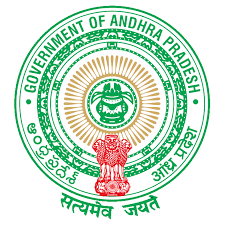 GOVERNMENT OF ANDHRA PRADESH
ఆంధ్రప్రదేశ్
आंध्र प्रदेश
सत्यमेव जयते